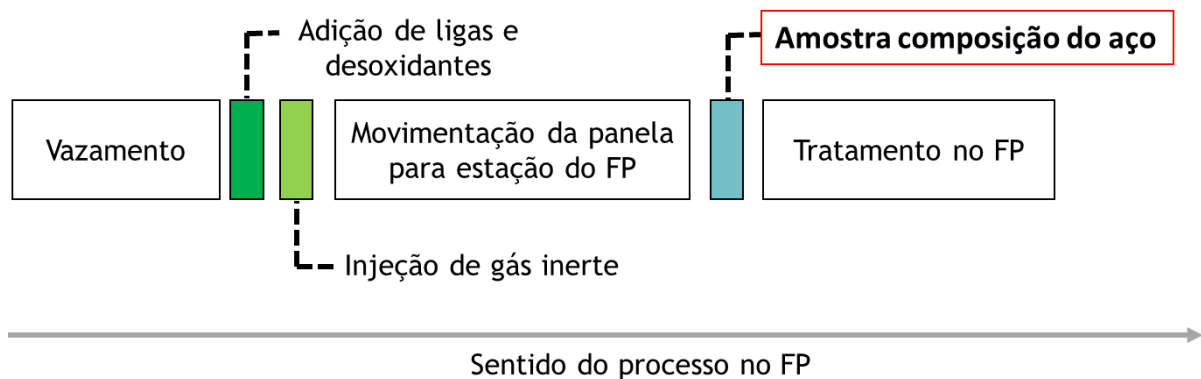 Adição de ligas e
desoxidantes
Amostra composição do aço
Vazamento
Movimentação da panela
para estação do FP
Tratamento no FP
Injeção de gás inerte
Sentido do processo no FP